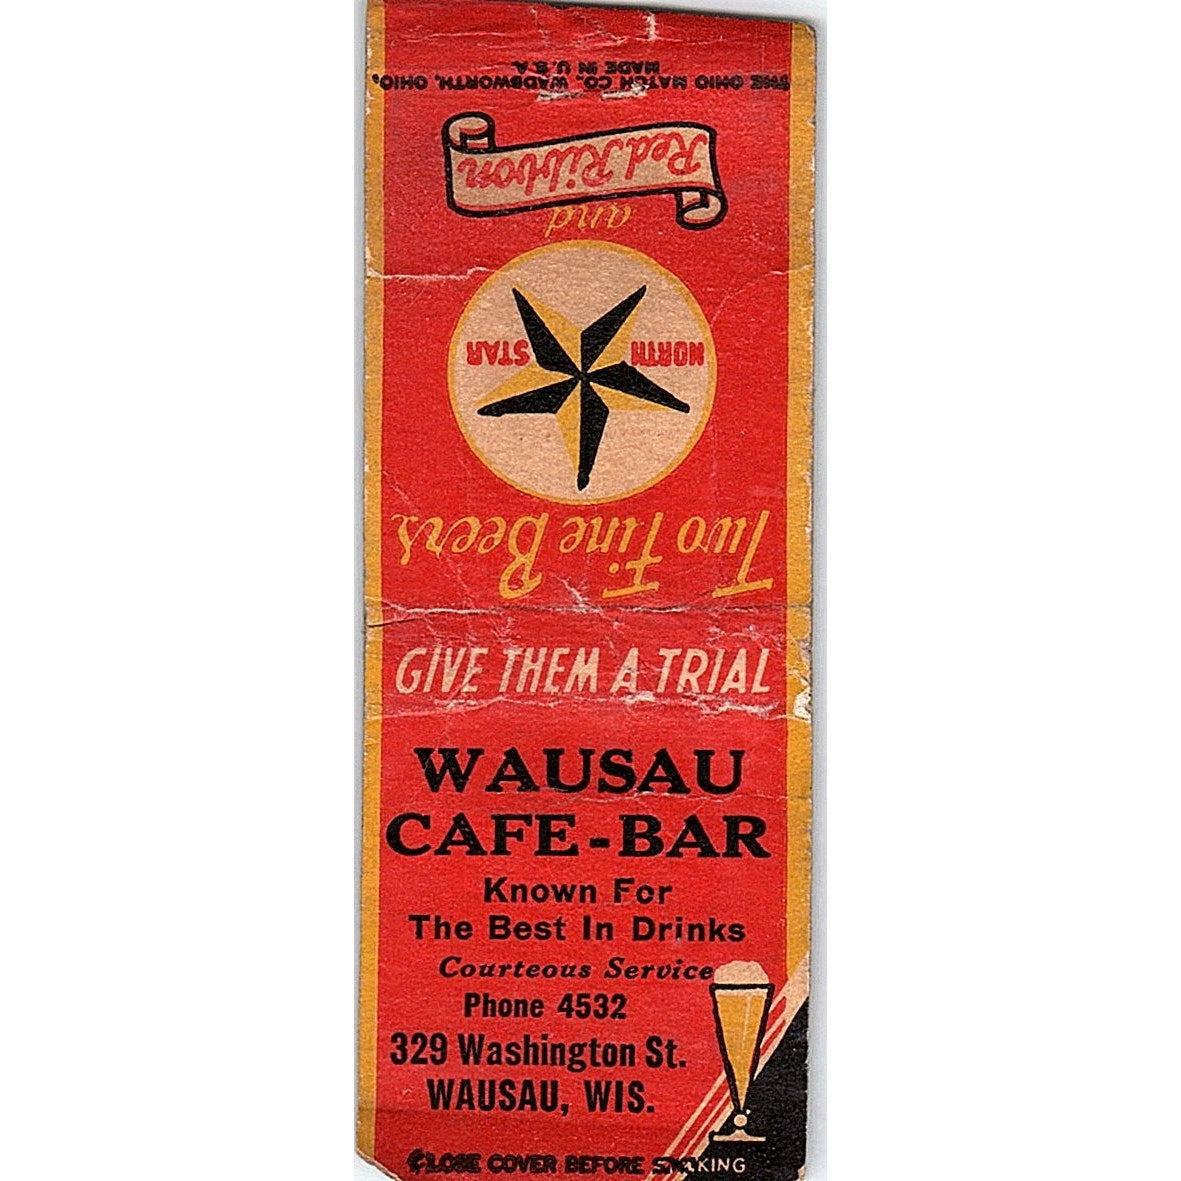 THE OHIO MATCH CO., WADSWORTH, OHIO,
MADE IN U.S.A.
Two Fine Beers
NORTH STAR
and
Red Ribbon
GIVE THEM A TRIAL
WAUSAU
CAFE-BAR
Known For
The Best In Drinks
Courteous Service
Phone 4532
329 Washington St.
WAUSAU, WIS.
CLOSE COVER BEFORE STRIKING